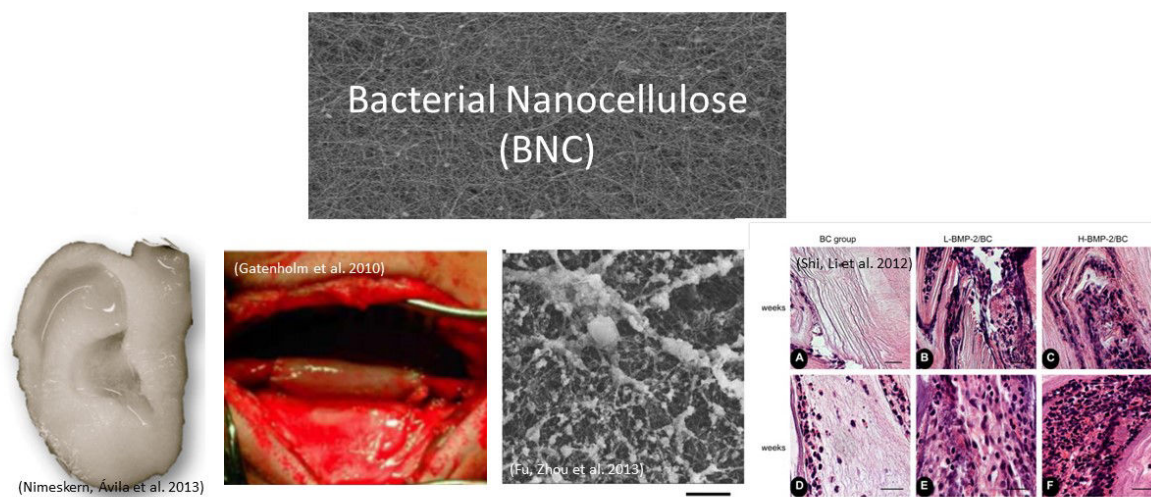 Bacterial Nanocellulose
(BNC)
(Nimeskern, Ávila et al. 2013)
(Gatenholm et al. 2010)
(Fu, Zhou et al. 2013)
BC group
L-BMP-2/BC
H-BMP-2/BC
(Shi, Li et al. 2012)
weeks
A
B
C
weeks
D
E
F